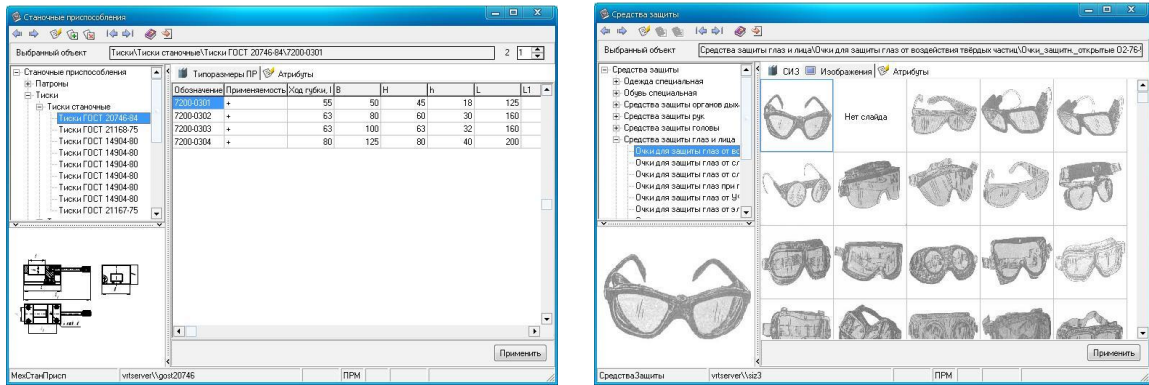 Станочные приспособления
Выбранный объект Тиски\Тиски станочные\Тиски ГОСТ 20746-84\7200-0301 2 1
Станочные приспособления
Патроны
Тиски
Тиски станочные
Тиски ГОСТ 20746-84
Тиски ГОСТ 21168-75
Тиски ГОСТ 14904-80
Тиски ГОСТ 14904-80
Тиски ГОСТ 14904-80
Тиски ГОСТ 14904-80
Тиски ГОСТ 14904-80
Тиски ГОСТ 21167-75
Типоразмеры ПР Атрибуты
Обозначение Применяемость Ход губки, l B H h L L1
7200-0301 + 55 50 45 18 125
7200-0302 + 63 80 60 30 160
7200-0303 + 63 100 63 32 160
7200-0304 + 80 125 80 40 200
Применить
МехСтанПрисп vrtserver\\gost20746 ПРМ
Средства защиты
Выбранный объект Средства защиты глаз и лица\Очки для защиты глаз от воздействия твёрдых частиц\Очки_защитн._открытые О2-76-
Средства защиты
Одежда специальная
Обувь специальная
Средства защиты органов дых
Средства защиты рук
Средства защиты головы
Средства защиты глаз и лица
Очки для защиты глаз от во
Очки для защиты глаз от сл
Очки для защиты глаз от сл
Очки для защиты глаз при г
Очки для защиты глаз от УФ
Очки для защиты глаз от эл
СИЗ Изображения Атрибуты
Нет слайда
Применить
СредстваЗащиты vrtserver\\siz3 ПРМ